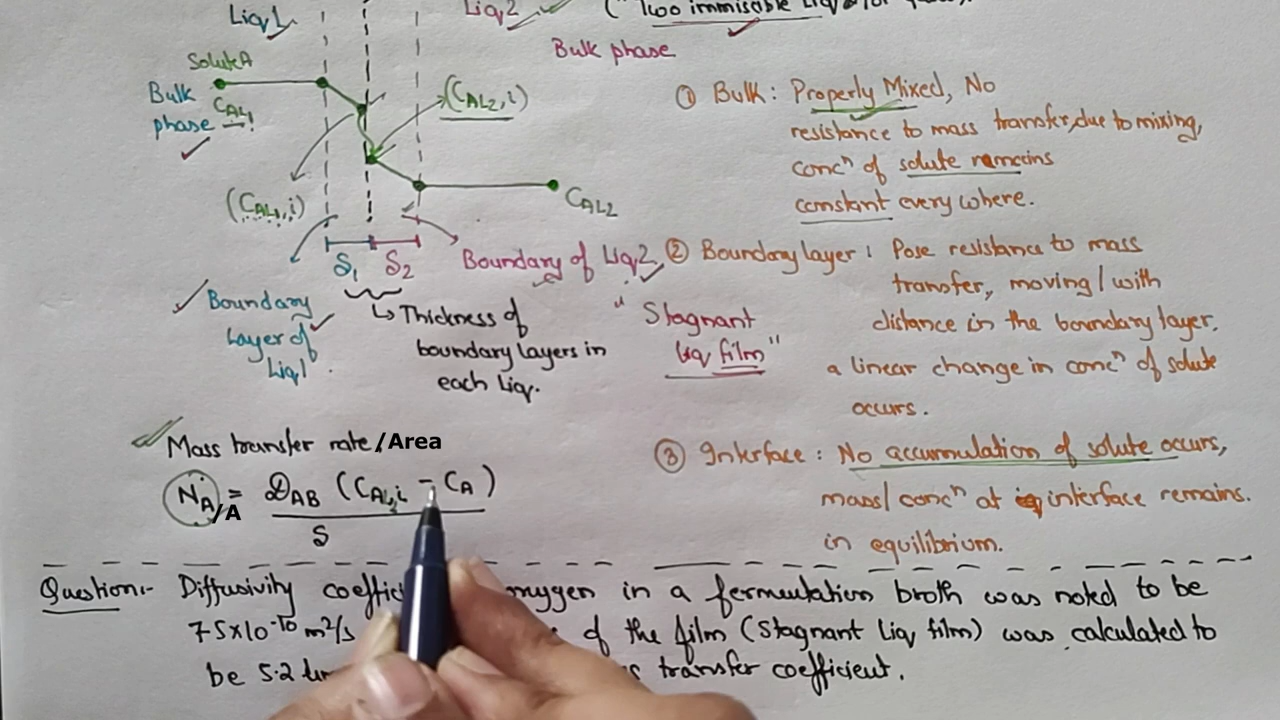 Liq1
Liq2
Two immiscible
Bulk phase
Solute A
Bulk
phase CAL1
(CAL2,i)
(CAL1,i)
CAL2
① Bulk : Properly Mixed, No
resistance to mass transfer, due to mixing,
concⁿ of solute remains
constant every where.
δ1 δ2
Boundary
Layer of
Liq1.
Boundary of Liq2
↳ Thickness of
boundary layers in
each Liq.
" Stagnant
liq film"
② Boundary layer : Pose resistance to mass
transfer, moving / with
distance in the boundary layer,
a linear change in concⁿ of solute
occurs.
③ Interface : No accumulation of solute occurs,
mass/ concⁿ at interface remains.
in equilibrium.
Mass transfer rate/Area
NA/A = DAB (CAL,i - CA)
δ
Question:- Diffusivity oxygen in a fermentation broth was noted to be
7.5x10⁻¹⁰ m²/s of the film (stagnant liq film) was calculated to
be 5.2 transfer coefficient.